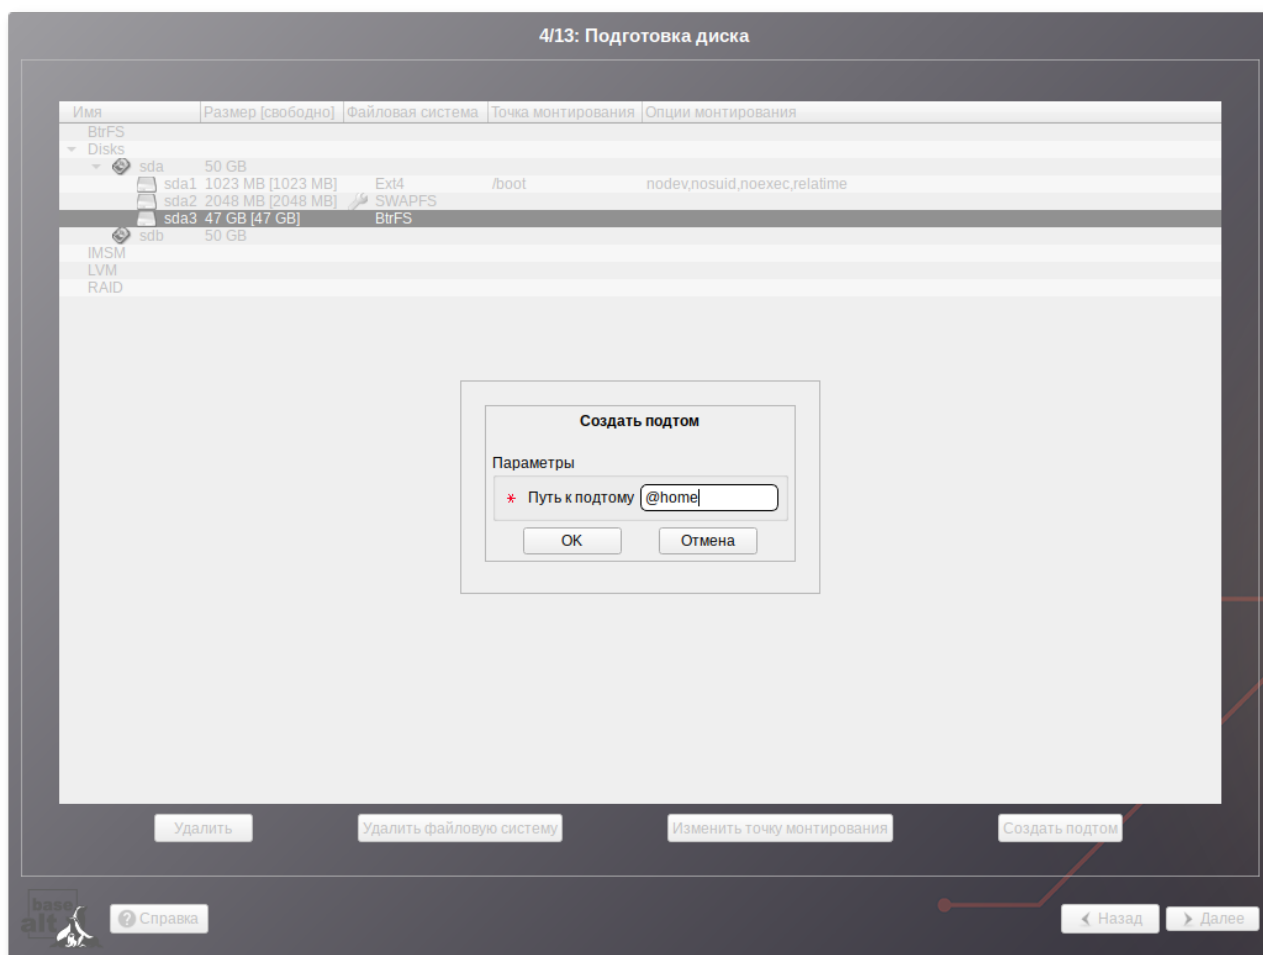 4/13: Подготовка диска
Имя Размер [свободно] Файловая система Точка монтирования Опции монтирования
BtrFS
Disks
sda 50 GB
sda1 1023 MB [1023 MB] Ext4 /boot nodev,nosuid,noexec,relatime
sda2 2048 MB [2048 MB] SWAPFS
sda3 47 GB [47 GB] BtrFS
sdb 50 GB
IMSM
LVM
RAID
Создать подтом
Параметры
* Путь к подтому @home
OK Отмена
Удалить Удалить файловую систему Изменить точку монтирования Создать подтом
base
alt
Справка Назад Далее